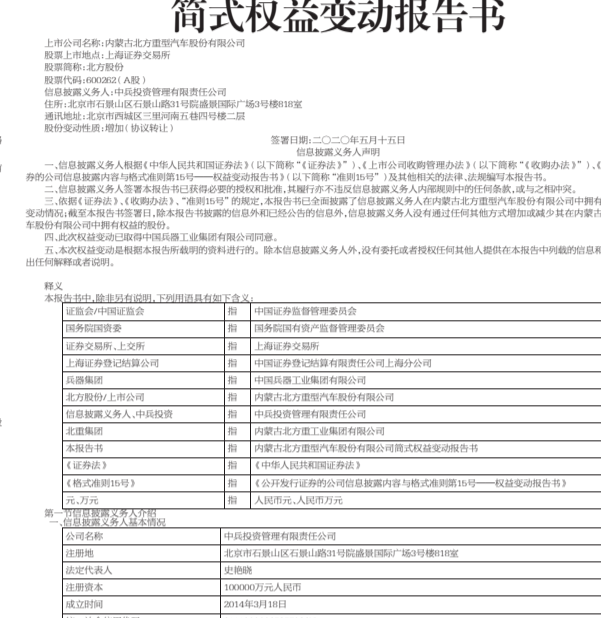 简式权益变动报告书
上市公司名称:内蒙古北方重型汽车股份有限公司
股票上市地点:上海证券交易所
股票简称:北方股份
股票代码:600262(A股)
信息披露义务人:中兵投资管理有限责任公司
住所:北京市石景山区石景山路31号院盛景国际广场3号楼818室
通讯地址:北京市西城区三里河南五巷四号楼二层
股份变动性质:增加(协议转让)
签署日期:二〇二〇年五月十五日
信息披露义务人声明
一、信息披露义务人根据《中华人民共和国证券法》(以下简称“《证券法》”)、《上市公司收购管理办法》(以下简称“《收购办法》”)、《
券的公司信息披露内容与格式准则第15号——权益变动报告书》(以下简称“准则15号”)及其他相关的法律、法规编写本报告书。
二、信息披露义务人签署本报告书已获得必要的授权和批准,其履行亦不违反信息披露义务人内部规则中的任何条款,或与之相冲突。
三、依据《证券法》、《收购办法》、“准则15号”的规定,本报告书已全面披露了信息披露义务人在内蒙古北方重型汽车股份有限公司中拥有
变动情况;截至本报告书签署日,除本报告书披露的信息外和已经公告的信息外,信息披露义务人没有通过任何其他方式增加或减少其在内蒙古
车股份有限公司中拥有权益的股份。
四、此次权益变动已取得中国兵器工业集团有限公司同意。
五、本次权益变动是根据本报告所载明的资料进行的。除本信息披露义务人外,没有委托或者授权任何其他人提供在本报告中列载的信息和
出任何解释或者说明。
释义
本报告书中,除非另有说明,下列用语具有如下含义:
证监会/中国证监会 指 中国证券监督管理委员会
国务院国资委 指 国务院国有资产监督管理委员会
证券交易所、上交所 指 上海证券交易所
上海证券登记结算公司 指 中国证券登记结算有限责任公司上海分公司
兵器集团 指 中国兵器工业集团有限公司
北方股份/上市公司 指 内蒙古北方重型汽车股份有限公司
信息披露义务人、中兵投资 指 中兵投资管理有限责任公司
北重集团 指 内蒙古北方重工业集团有限公司
本报告书 指 内蒙古北方重型汽车股份有限公司简式权益变动报告书
《证券法》 指 《中华人民共和国证券法》
《格式准则15号》 指 《公开发行证券的公司信息披露内容与格式准则第15号——权益变动报告书》
元、万元 指 人民币元、人民币万元
第一节信息披露义务人介绍
一、信息披露义务人基本情况
公司名称 中兵投资管理有限责任公司
注册地 北京市石景山区石景山路31号院盛景国际广场3号楼818室
法定代表人 史艳晓
注册资本 100000万元人民币
成立时间 2014年3月18日